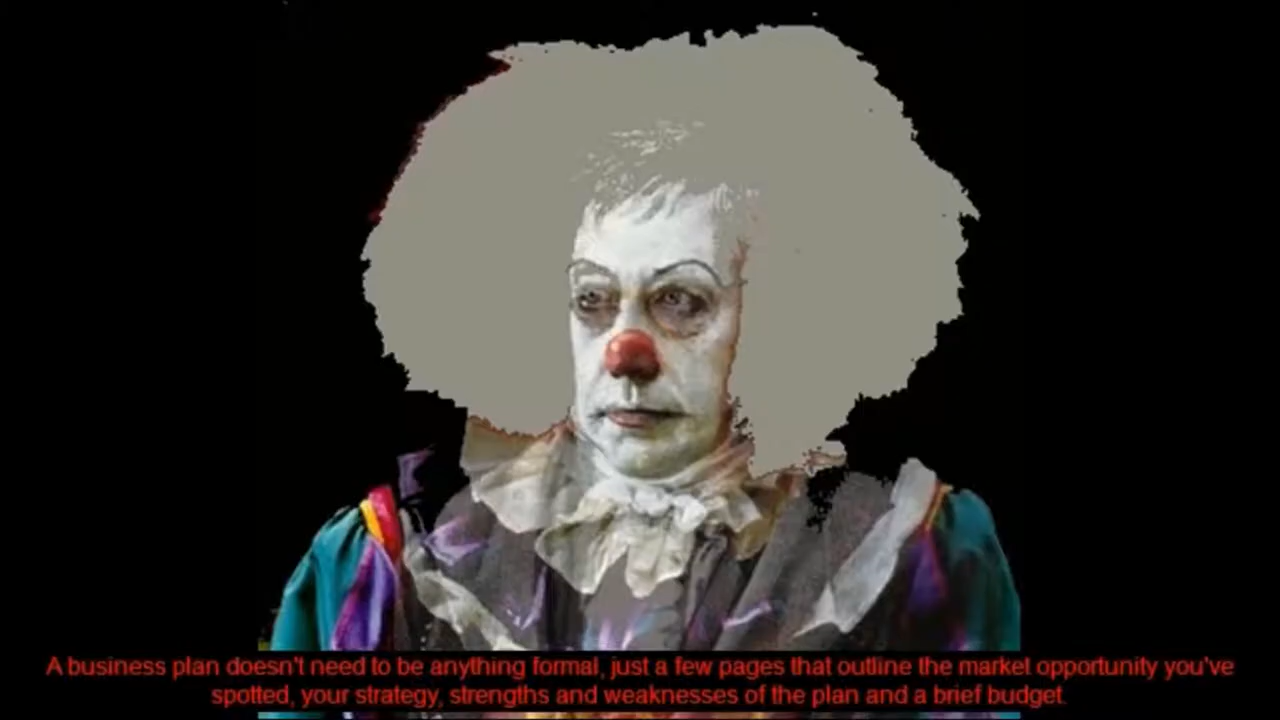 A business plan doesn't need to be anything formal, just a few pages that outline the market opportunity you've
spotted, your strategy, strengths and weaknesses of the plan and a brief budget.